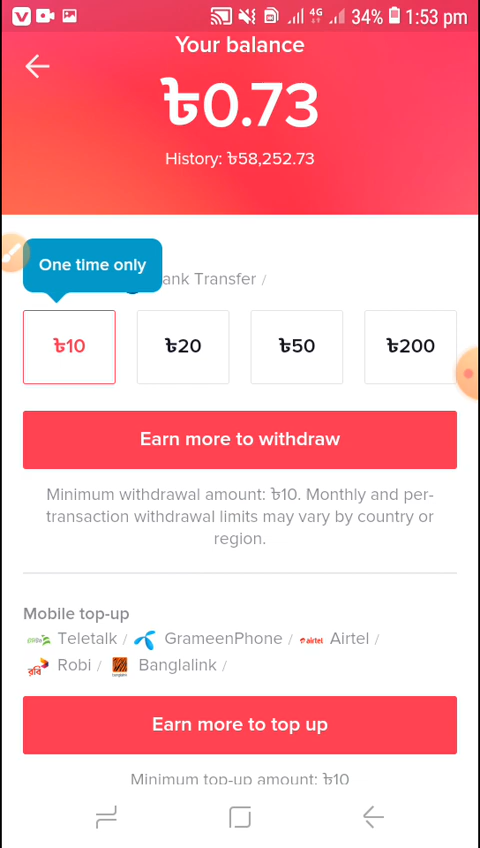 4G 34% 1:53 pm
Your balance
৳0.73
History: ৳58,252.73
One time only
ank Transfer /
৳10 ৳20 ৳50 ৳200
Earn more to withdraw
Minimum withdrawal amount: ৳10. Monthly and per-
transaction withdrawal limits may vary by country or
region.
Mobile top-up
Teletalk / GrameenPhone / airtel Airtel /
রবি Robi / Banglalink /
Earn more to top up
Minimum top-up amount: ৳10